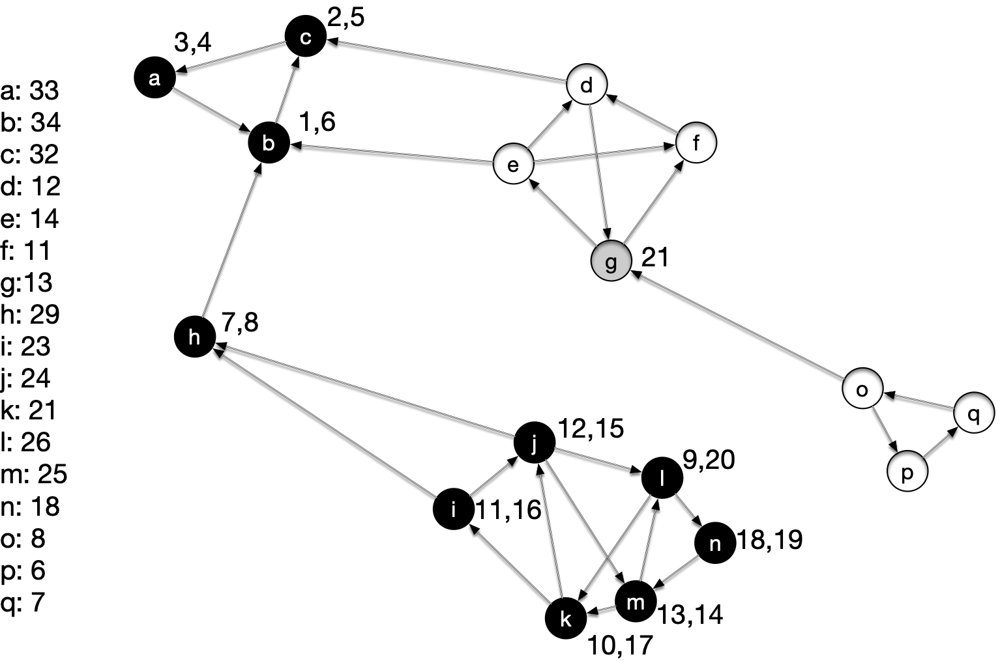 a: 33
b: 34
c: 32
d: 12
e: 14
f: 11
g:13
h: 29
i: 23
j: 24
k: 21
l: 26
m: 25
n: 18
o: 8
p: 6
q: 7
c 2,5
a 3,4
b 1,6
d
e
f
g 21
h 7,8
o
q
p
j 12,15
l 9,20
i 11,16
n 18,19
m 13,14
k 10,17